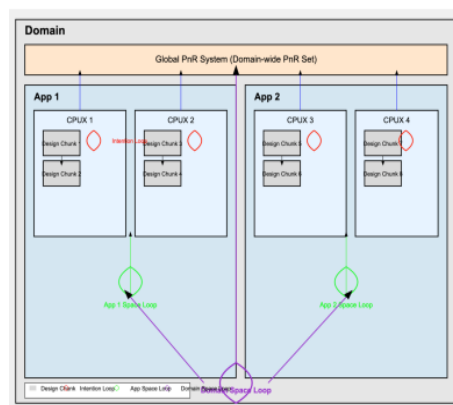 Domain
Global PnR System (Domain-wide PnR Set)
App 1
App 2
CPUX 1
CPUX 2
CPUX 3
CPUX 4
Design Chunk 1
Intention Loop
Design Chunk 3
Design Chunk 5
Design Chunk
Design Chunk 2
Design Chunk 4
Design Chunk 6
Design Chunk
App 1 Space Loop
App 2 Space Loop
Design Chunk
Intention Loop
App Space Loop
Domain Space Loop
Domain Space Loop